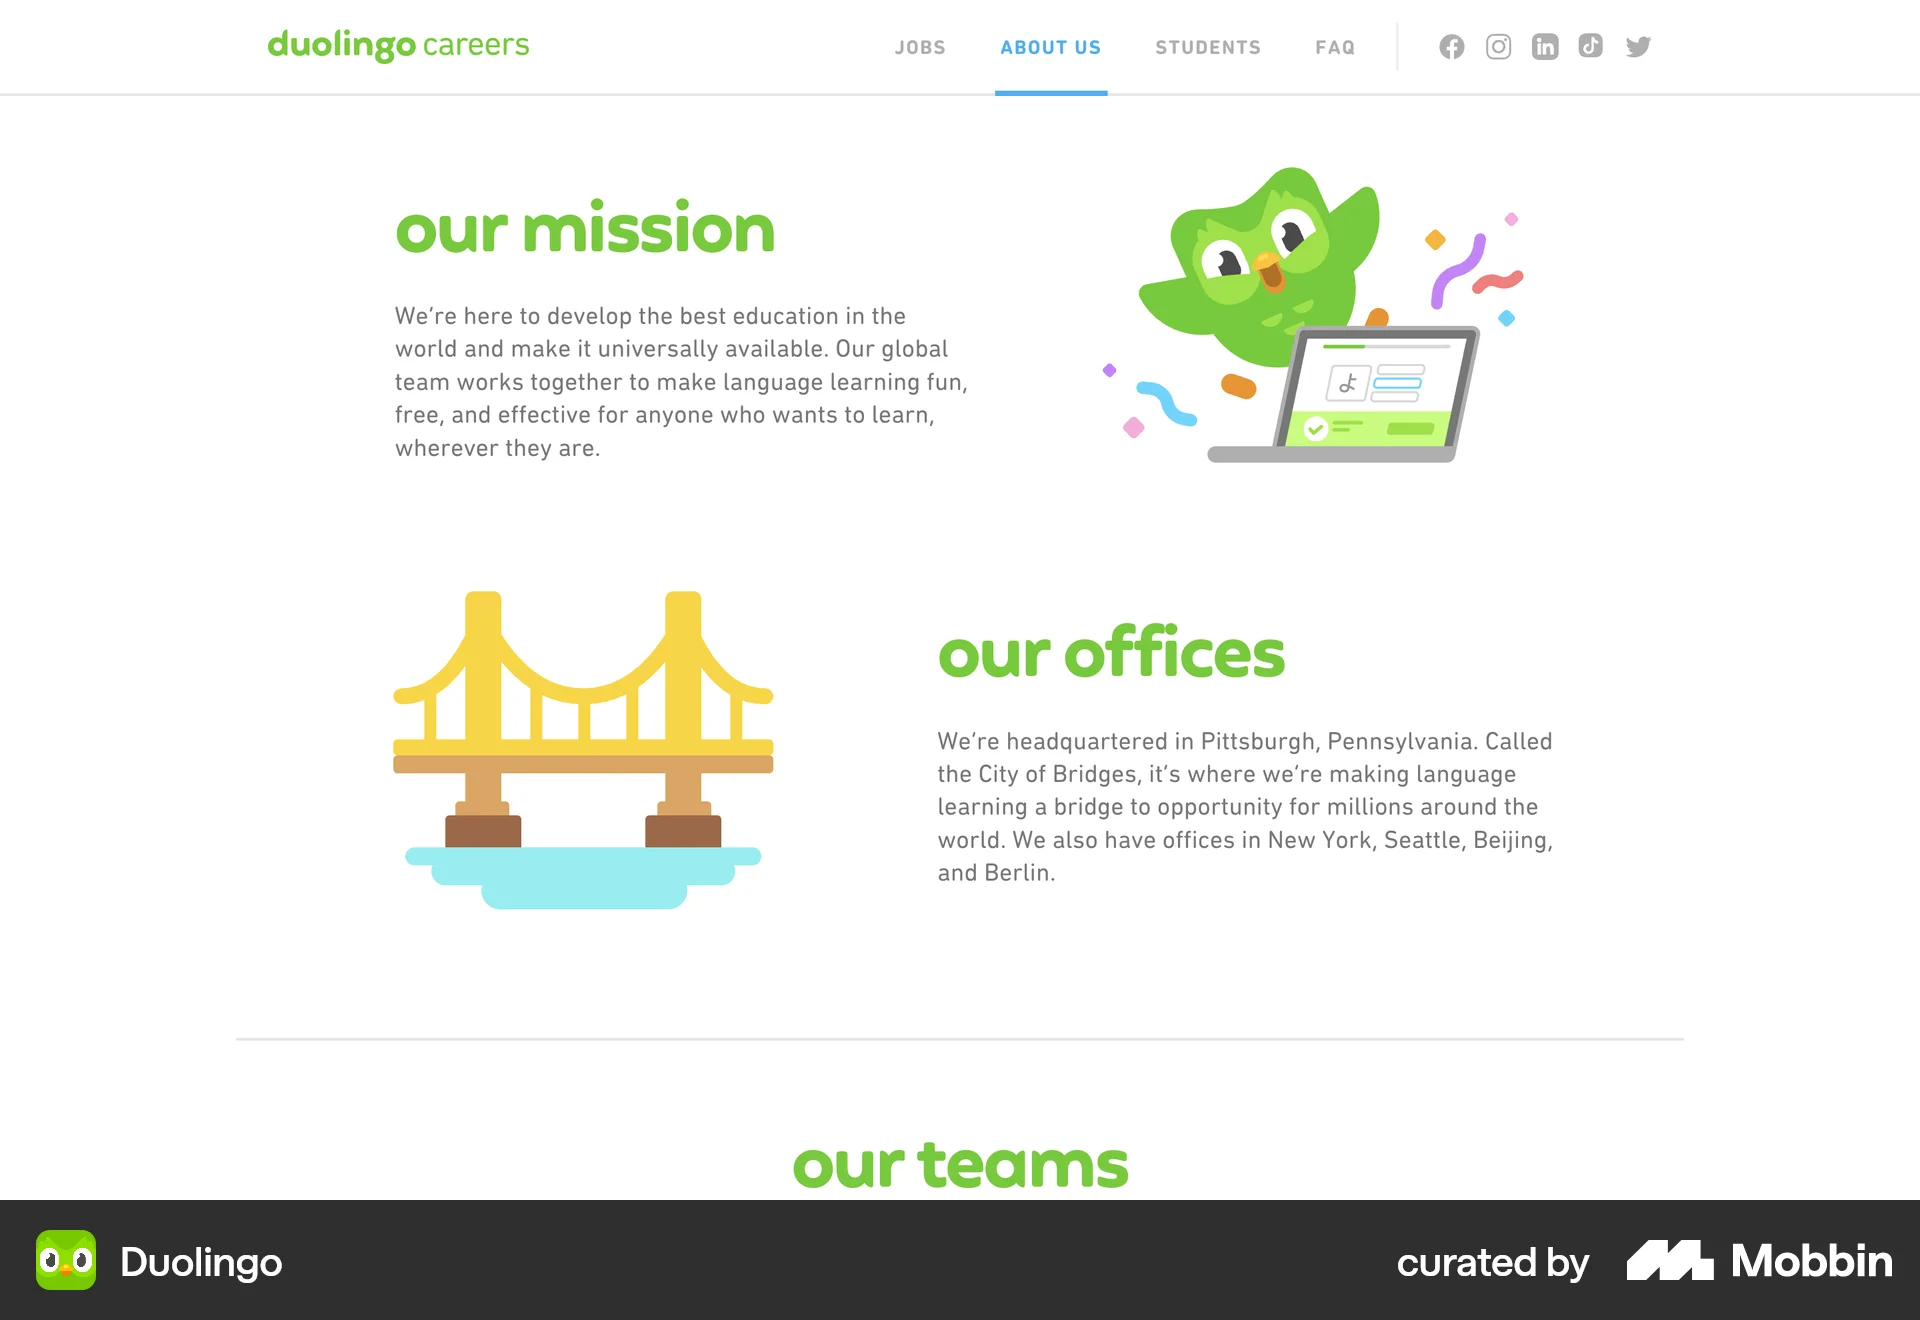 duolingo careers
JOBS
ABOUT US
STUDENTS
FAQ
our mission
We’re here to develop the best education in the
world and make it universally available. Our global
team works together to make language learning fun,
free, and effective for anyone who wants to learn,
wherever they are.
our offices
We’re headquartered in Pittsburgh, Pennsylvania. Called
the City of Bridges, it’s where we’re making language
learning a bridge to opportunity for millions around the
world. We also have offices in New York, Seattle, Beijing,
and Berlin.
our teams
Duolingo
curated by
Mobbin